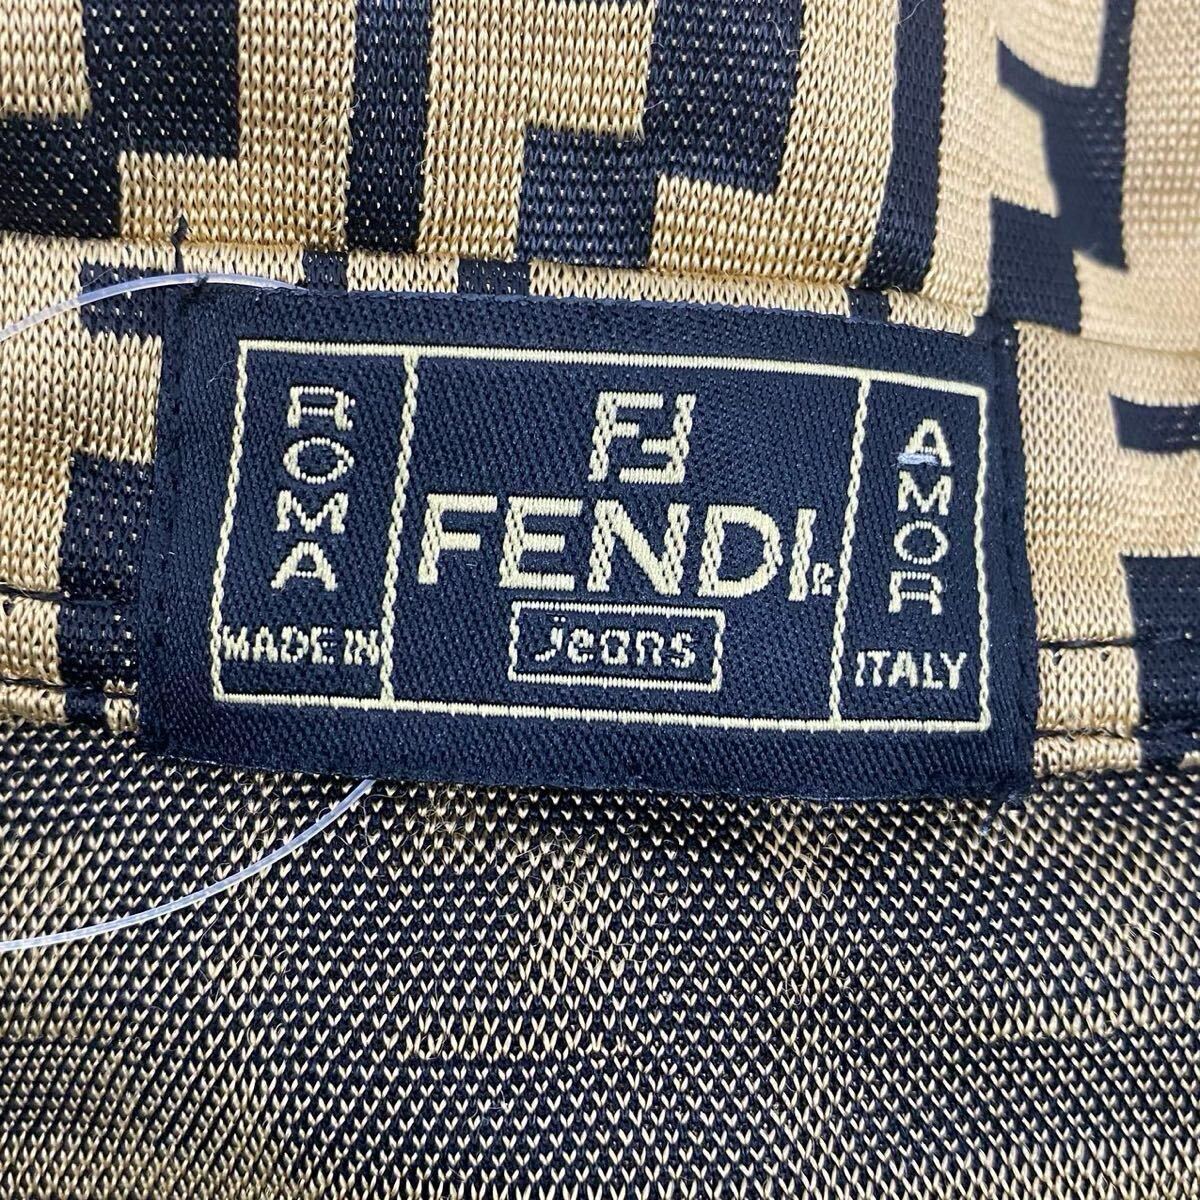 ROMA
MADE IN
FF
FENDI®
jeans
AMOR
ITALY